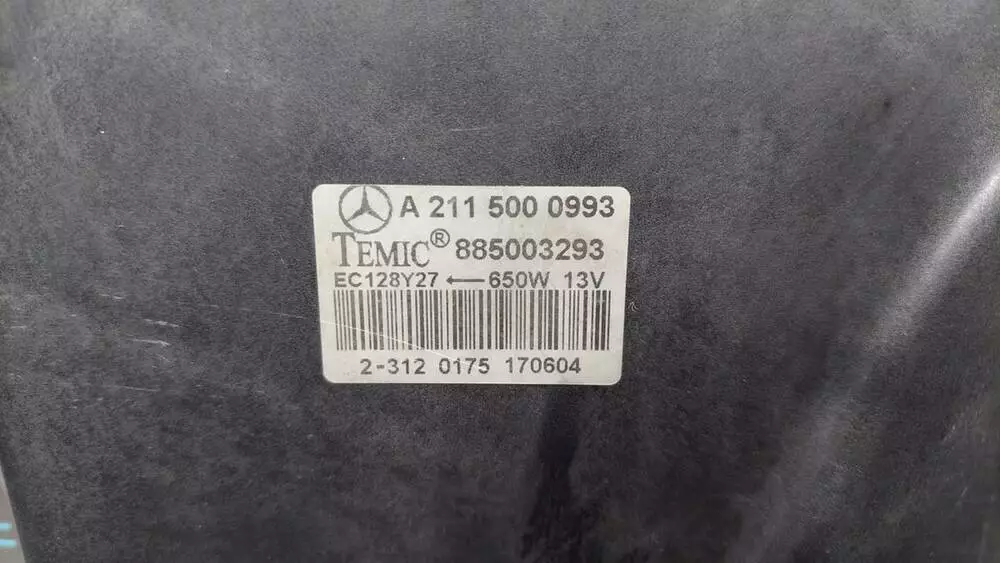 A 211 500 0993
TEMIC® 885003293
EC128Y27 ←650W 13V
2-312 0175 170604